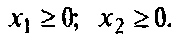 x₁ ≥ 0; x₂ ≥ 0.